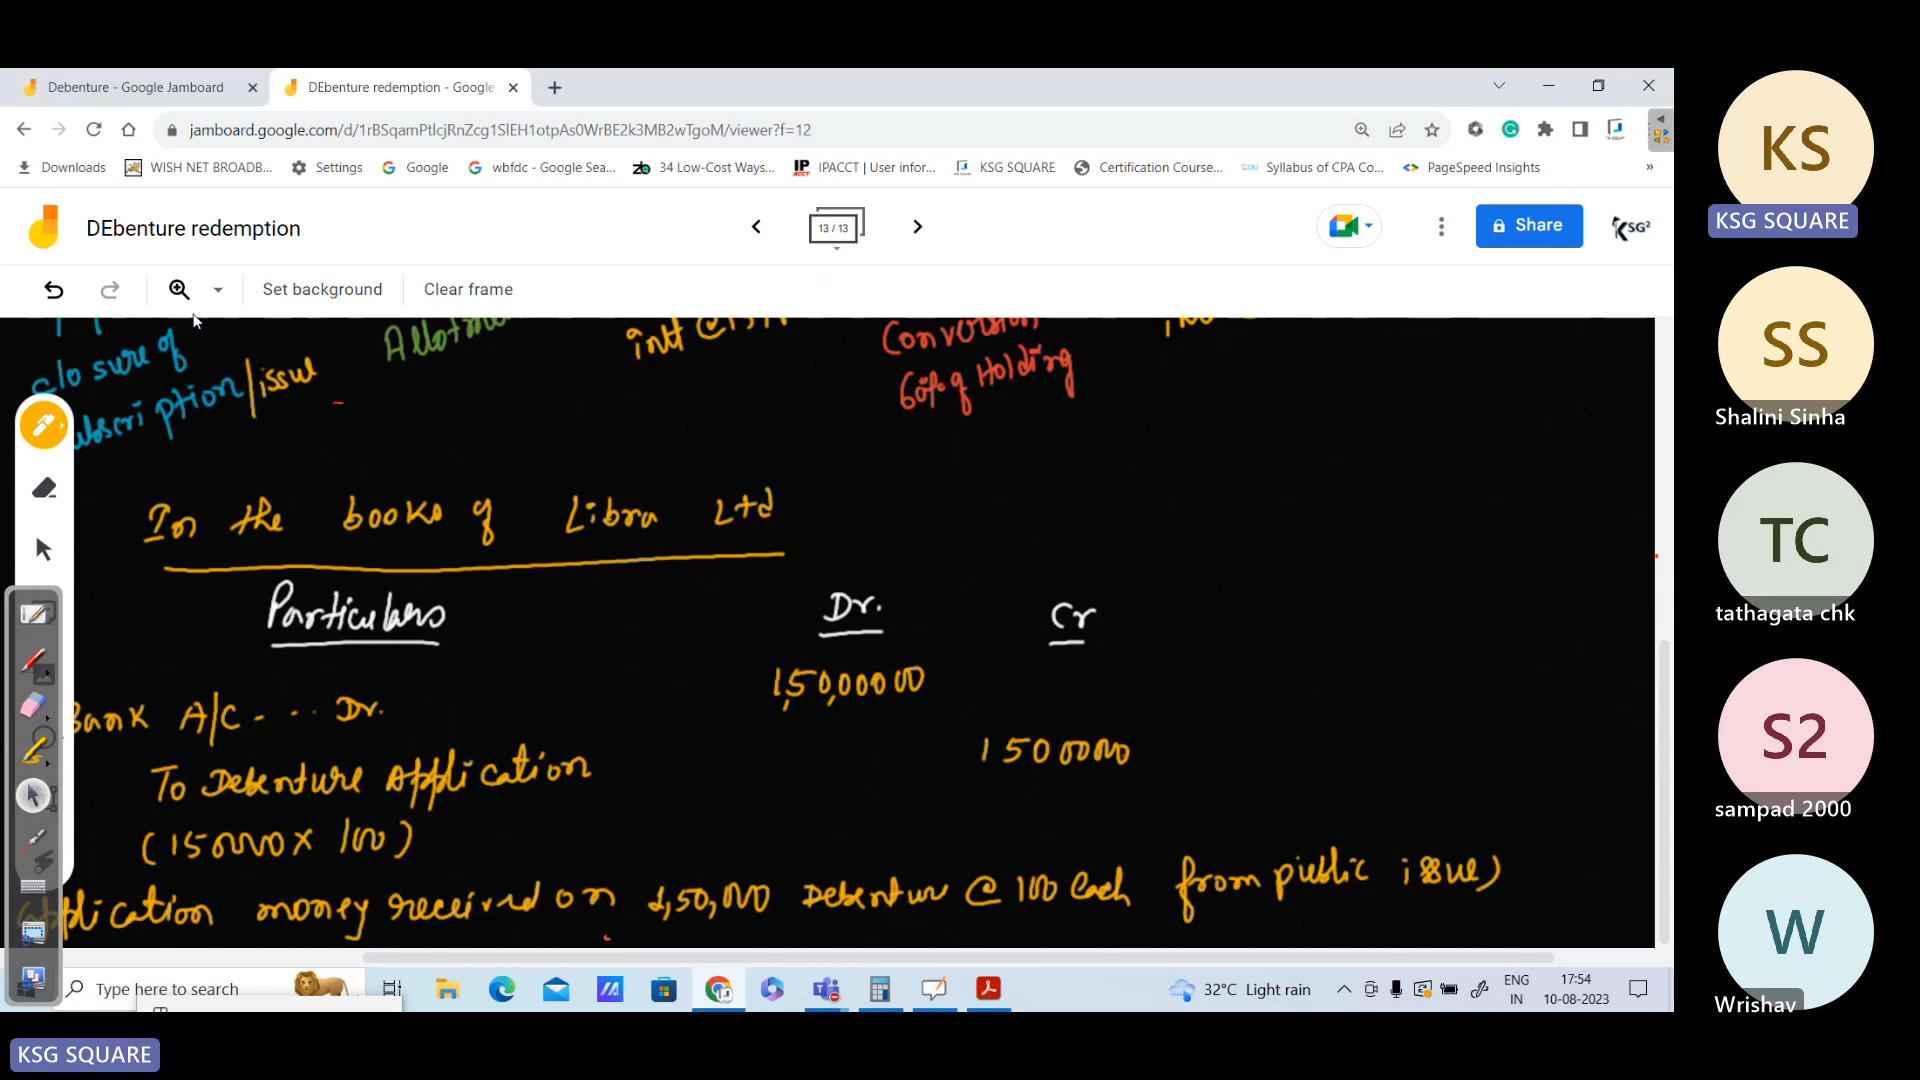 Debenture - Google Jamboard
DEbenture redemption - Google
jamboard.google.com/d/1rBSqamPtlcjRnZcg1SlEH1otpAs0WrBE2k3MB2wTgoM/viewer?f=12
Downloads WISH NET BROADB... Settings Google wbfdc - Google Sea... 34 Low-Cost Ways... IPACCT | User infor... KSG SQUARE Certification Course... Syllabus of CPA Co... PageSpeed Insights »
DEbenture redemption
13 / 13
Share
KSG²
Set background
Clear frame
closure of
subscription/issue
Allotme
int @ 15%
Conversion
60% of Holding
In the books of Libra Ltd
Particulars Dr. Cr
Bank A/C - ... Dr. 1,50,00000
To Debenture Application 1500000
(150000 x 100)
application money received on 1,50,000 Debenture @ 100 Each from public issue)
Type here to search
32°C Light rain
ENG
IN
17:54
10-08-2023
KS
KSG SQUARE
SS
Shalini Sinha
TC
tathagata chk
S2
sampad 2000
W
Wrishav
KSG SQUARE